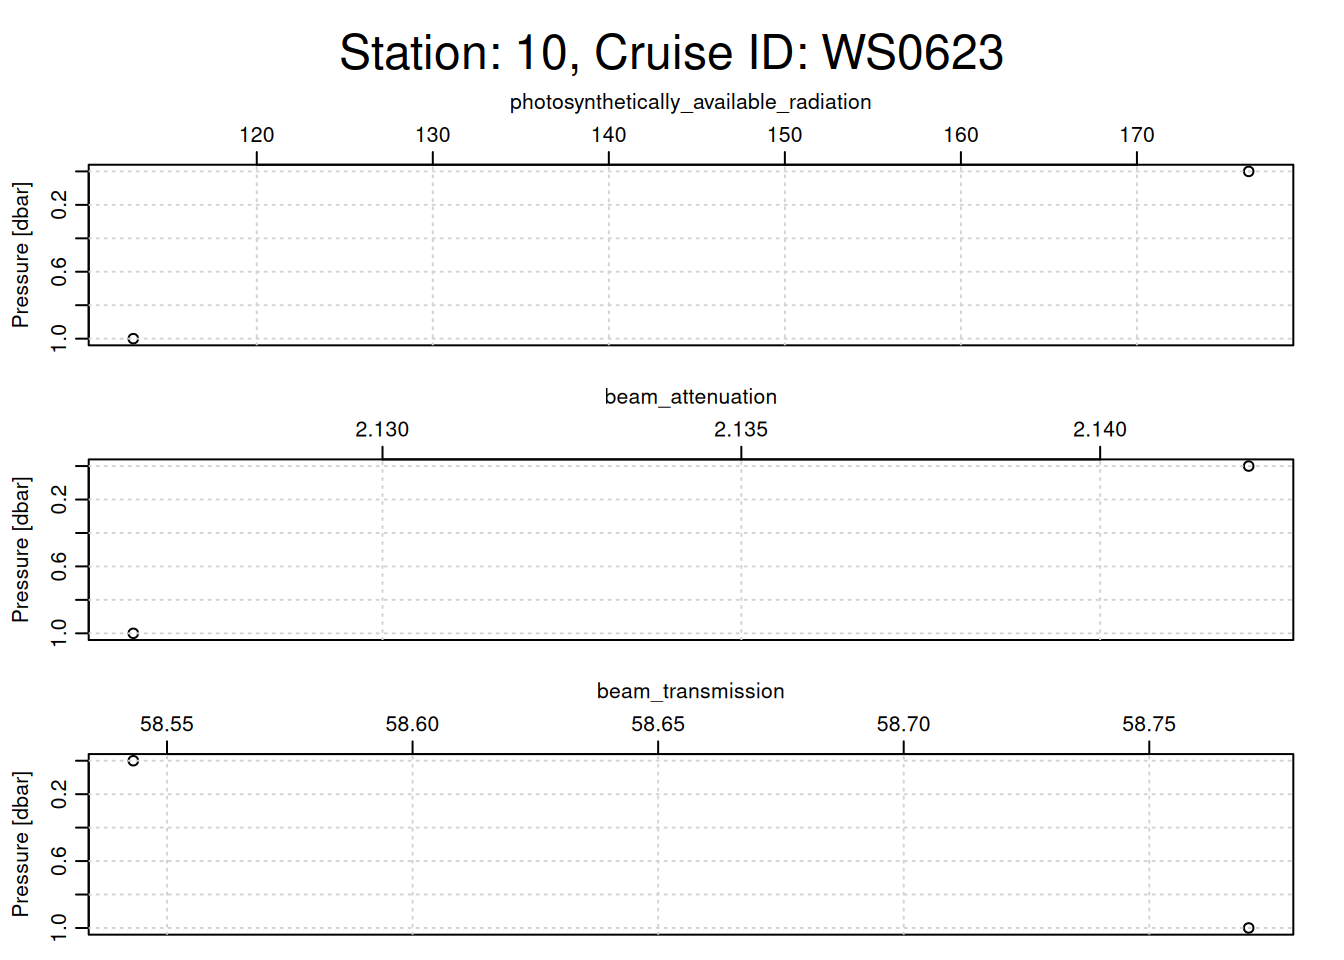 Station: 10, Cruise ID: WS0623
photosynthetically_available_radiation
120 130 140 150 160 170
Pressure [dbar]
0.2
0.6
1.0
beam_attenuation
2.130 2.135 2.140
Pressure [dbar]
0.2
0.6
1.0
beam_transmission
58.55 58.60 58.65 58.70 58.75
Pressure [dbar]
0.2
0.6
1.0